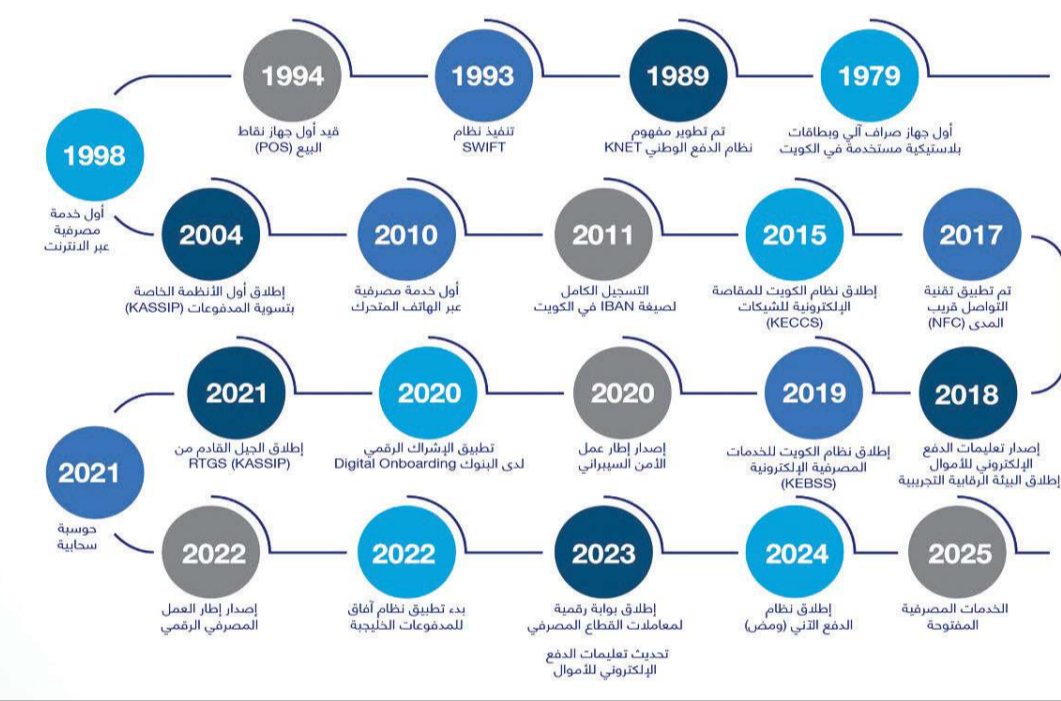 1979
أول جهاز صراف آلي وبطاقات
بلاستيكية مستخدمة في الكويت
1989
تم تطوير مفهوم
نظام الدفع الوطني KNET
1993
تنفيذ نظام
SWIFT
1994
قيد أول جهاز نقاط
البيع (POS)
1998
أول خدمة
مصرفية
عبر الانترنت
2004
إطلاق أول الأنظمة الخاصة
بتسوية المدفوعات (KASSIP)
2010
أول خدمة مصرفية
عبر الهاتف المتحرك
2011
التسجيل الكامل
لصيغة IBAN في الكويت
2015
إطلاق نظام الكويت للمقاصة
الإلكترونية للشيكات
(KECCS)
2017
تم تطبيق تقنية
التواصل قريب
المدى (NFC)
2018
إصدار تعليمات الدفع
الإلكتروني للأموال
إطلاق البيئة الرقابية التجريبية
2019
إطلاق نظام الكويت للخدمات
المصرفية الإلكترونية
(KEBSS)
2020
إصدار إطار عمل
الأمن السيبراني
2020
تطبيق الإشراك الرقمي
لدى البنوك Digital Onboarding
2021
إطلاق الجيل القادم من
RTGS (KASSIP)
2021
حوسبة
سحابية
2022
إصدار إطار العمل
المصرفي الرقمي
2022
بدء تطبيق نظام آفاق
للمدفوعات الخليجية
2023
إطلاق بوابة رقمية
لمعاملات القطاع المصرفي
تحديث تعليمات الدفع
الإلكتروني للأموال
2024
إطلاق نظام
الدفع الآني (ومض)
2025
الخدمات المصرفية
المفتوحة